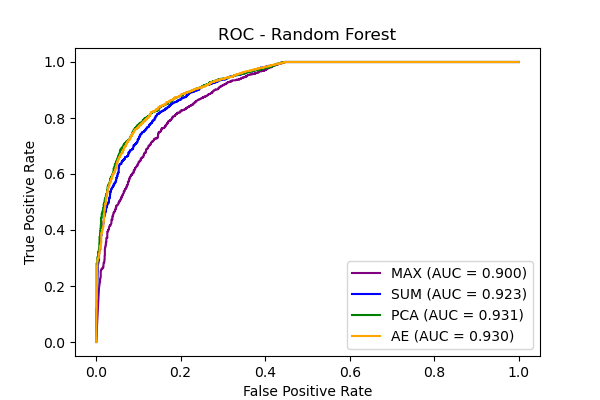 ROC - Random Forest
True Positive Rate
1.0
0.8
0.6
0.4
0.2
0.0
MAX (AUC = 0.900)
SUM (AUC = 0.923)
PCA (AUC = 0.931)
AE (AUC = 0.930)
0.0 0.2 0.4 0.6 0.8 1.0
False Positive Rate